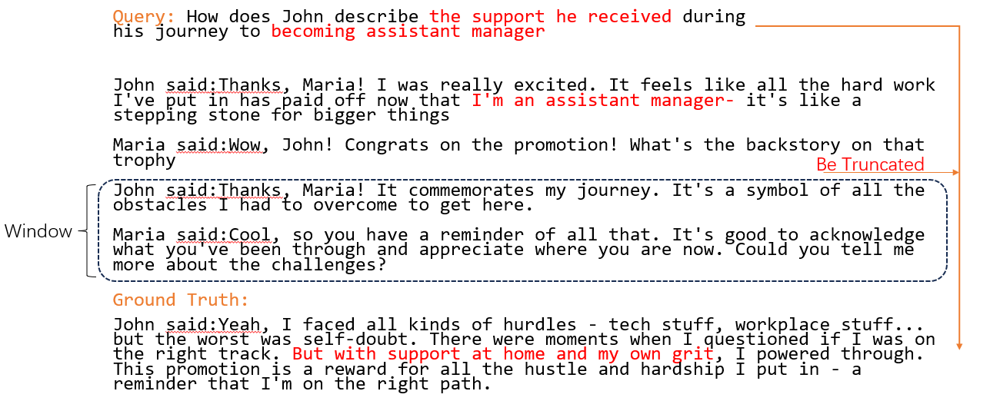 Query: How does John describe the support he received during
his journey to becoming assistant manager
John said:Thanks, Maria! I was really excited. It feels like all the hard work
I've put in has paid off now that I'm an assistant manager- it's like a
stepping stone for bigger things
Maria said:Wow, John! Congrats on the promotion! What's the backstory on that
trophy
Be Truncated
John said:Thanks, Maria! It commemorates my journey. It's a symbol of all the
obstacles I had to overcome to get here.
Window
Maria said:Cool, so you have a reminder of all that. It's good to acknowledge
what you've been through and appreciate where you are now. Could you tell me
more about the challenges?
Ground Truth:
John said:Yeah, I faced all kinds of hurdles - tech stuff, workplace stuff...
but the worst was self-doubt. There were moments when I questioned if I was on
the right track. But with support at home and my own grit, I powered through.
This promotion is a reward for all the hustle and hardship I put in - a
reminder that I'm on the right path.